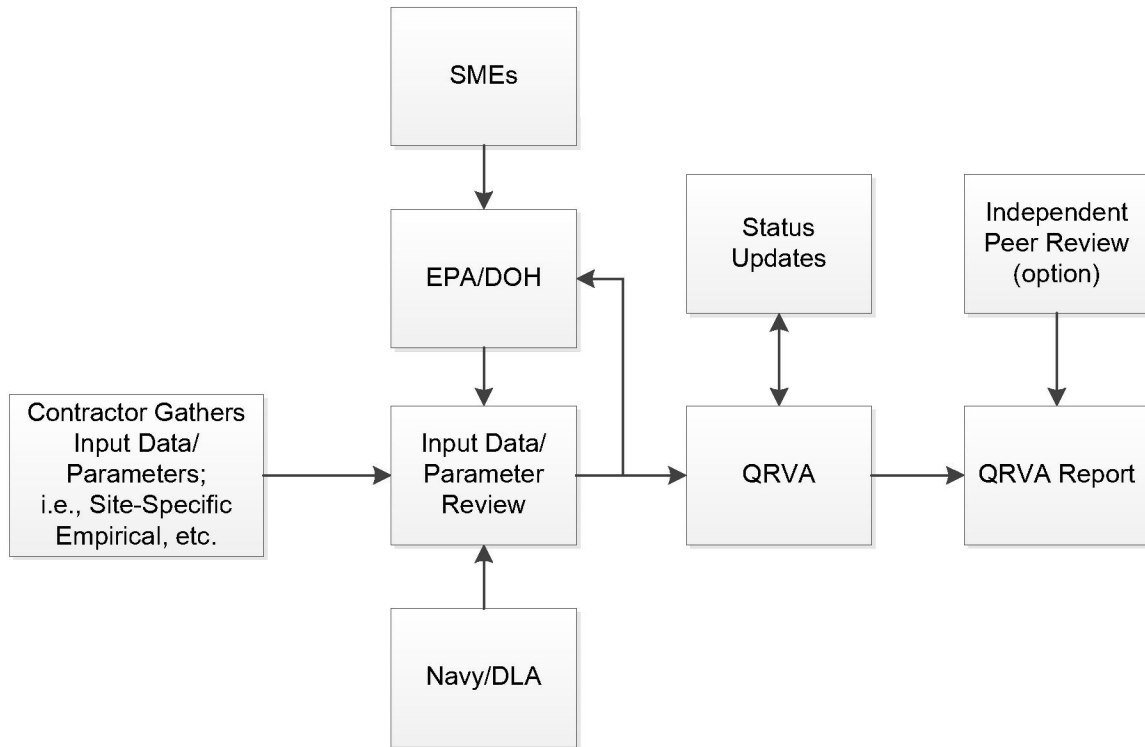 SMEs
EPA/DOH
Status
Updates
Independent
Peer Review
(option)
Contractor Gathers
Input Data/
Parameters;
i.e., Site-Specific
Empirical, etc.
Input Data/
Parameter
Review
QRVA
QRVA Report
Navy/DLA